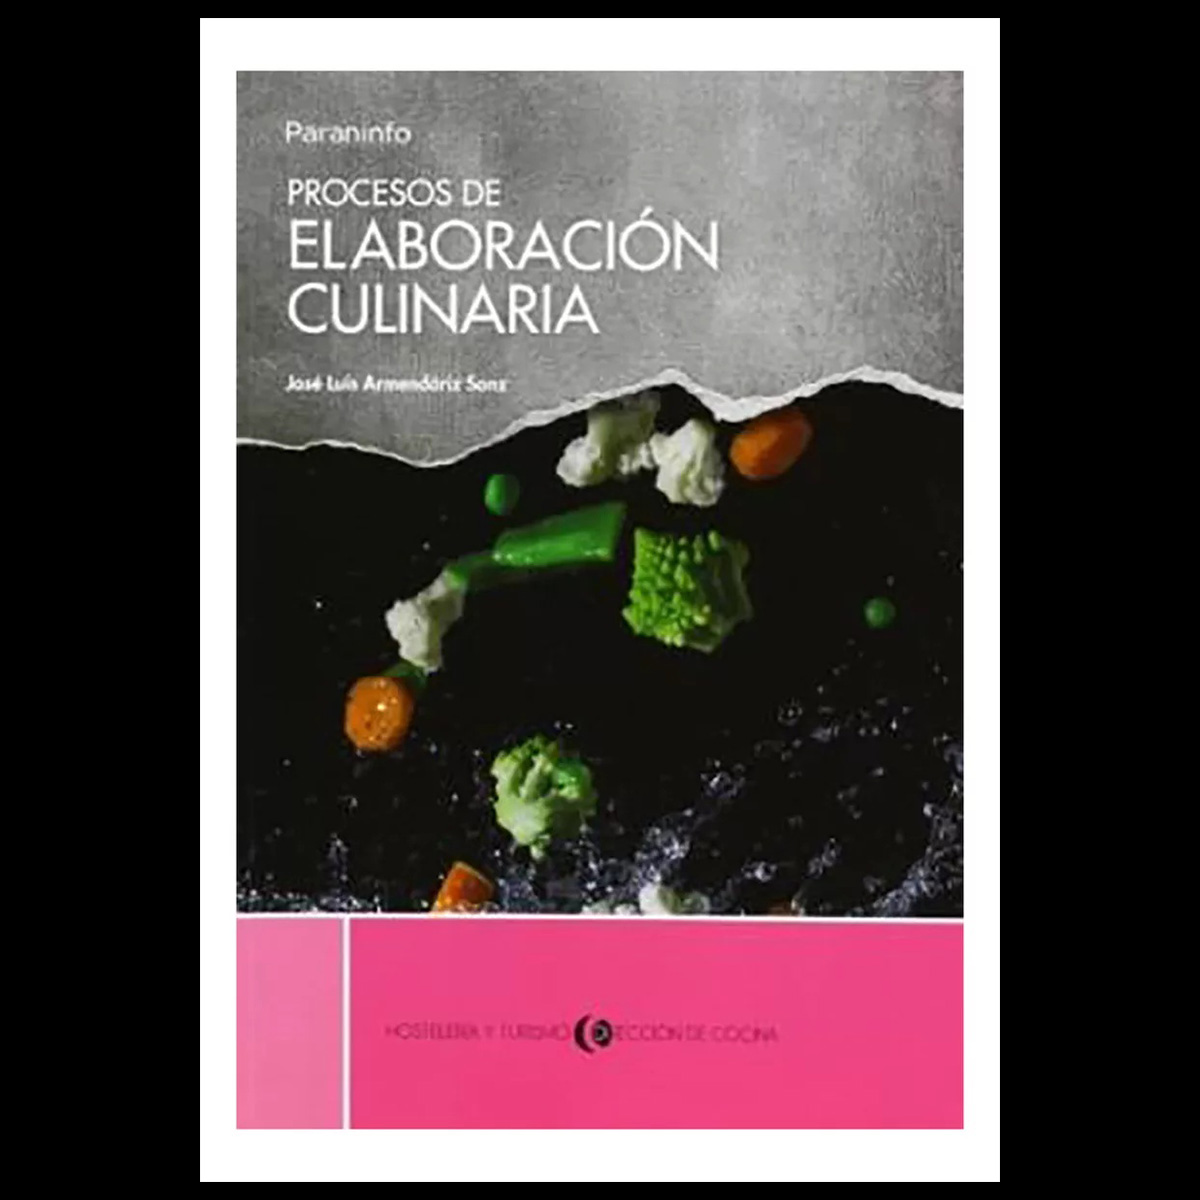 Paraninfo
PROCESOS DE
ELABORACIÓN
CULINARIA
José Luis Armendáriz Sanz
HOSTELERÍA Y TURISMO DIRECCIÓN DE COCINA